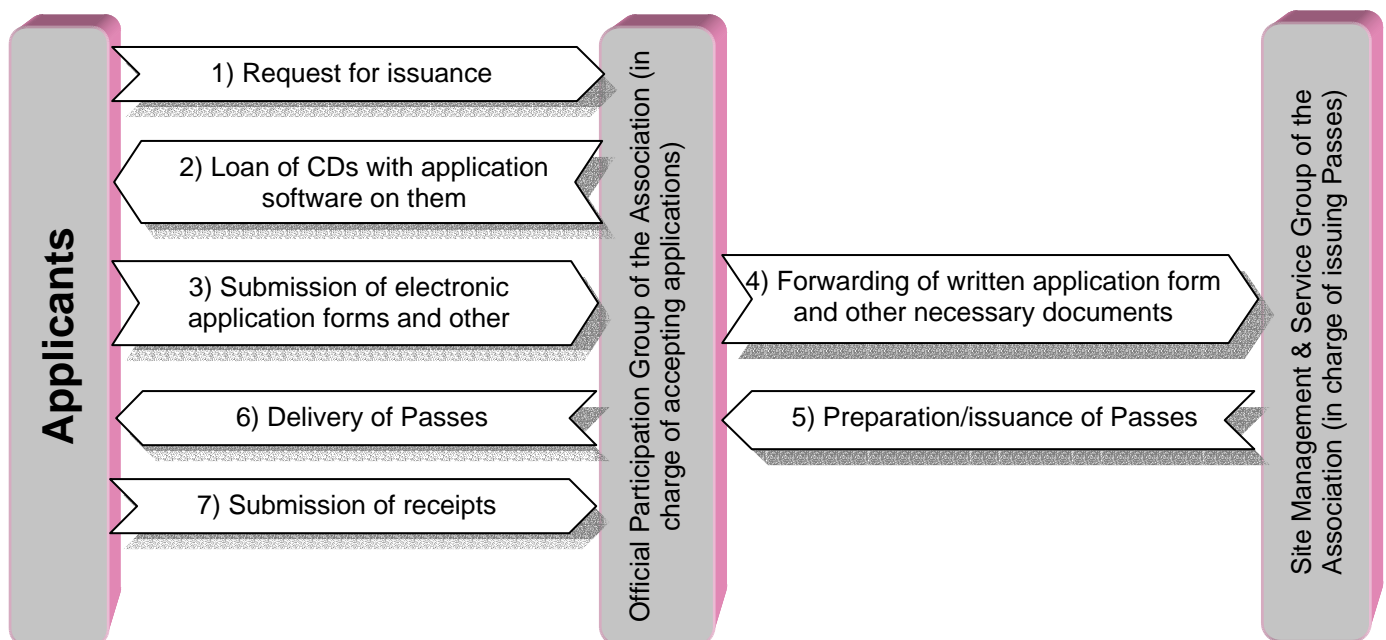 Applicants
1) Request for issuance
2) Loan of CDs with application
software on them
3) Submission of electronic
application forms and other
6) Delivery of Passes
7) Submission of receipts
Official Participation Group of the Association (in
charge of accepting applications)
4) Forwarding of written application form
and other necessary documents
5) Preparation/issuance of Passes
Site Management & Service Group of the
Association (in charge of issuing Passes)